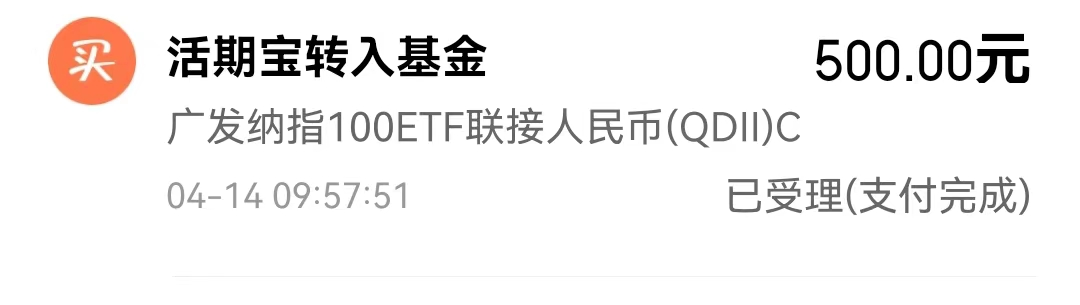 买
活期宝转入基金 500.00元
广发纳指100ETF联接人民币(QDII)C
04-14 09:57:51 已受理(支付完成)